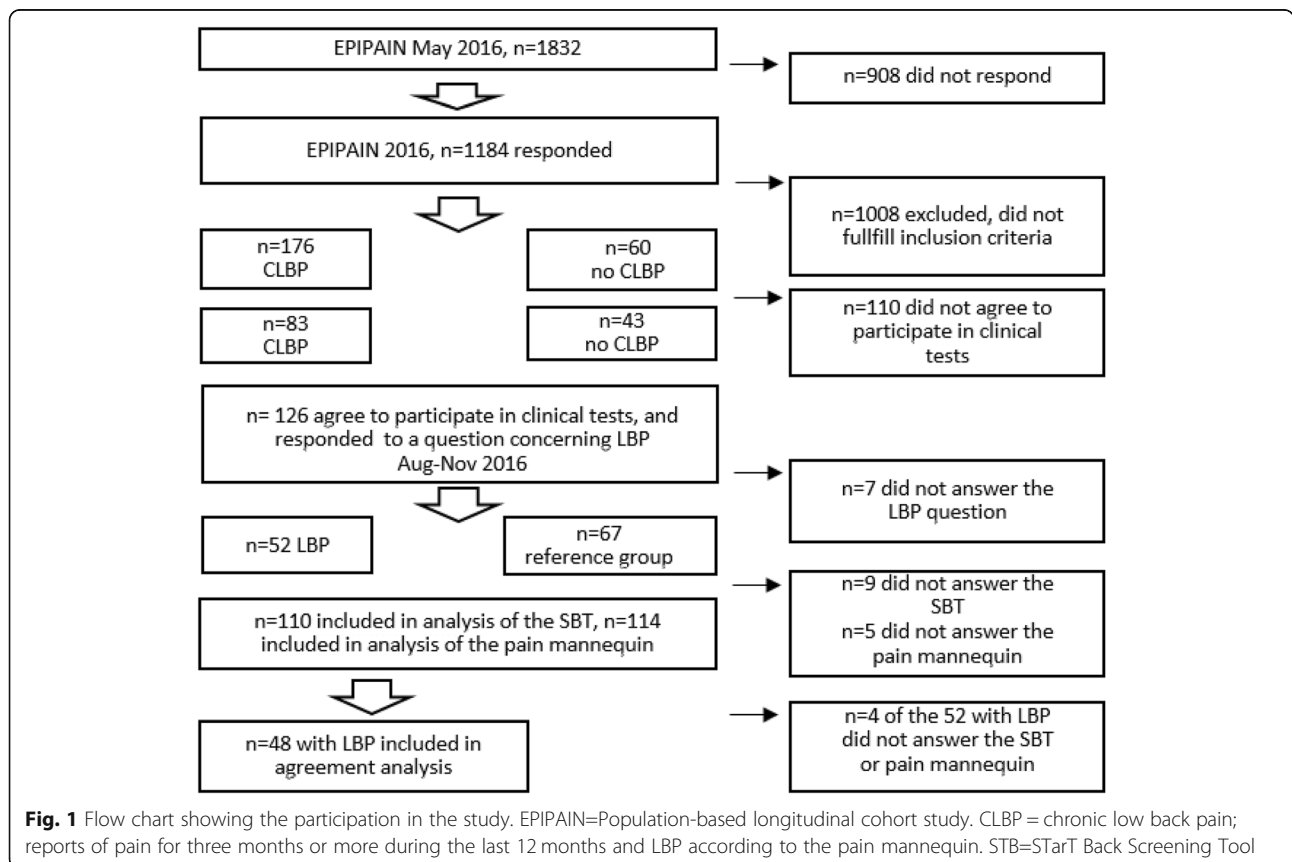 EPIPAIN May 2016, n=1832
n=908 did not respond
EPIPAIN 2016, n=1184 responded
n=1008 excluded, did not
fullfill inclusion criteria
n=176
CLBP
n=60
no CLBP
n=110 did not agree to
participate in clinical
tests
n=83
CLBP
n=43
no CLBP
n= 126 agree to participate in clinical tests, and
responded to a question concerning LBP
Aug-Nov 2016
n=7 did not answer the
LBP question
n=52 LBP
n=67
reference group
n=9 did not answer the
SBT
n=5 did not answer the
pain mannequin
n=110 included in analysis of the SBT, n=114
included in analysis of the pain mannequin
n=4 of the 52 with LBP
did not answer the SBT
or pain mannequin
n=48 with LBP included in
agreement analysis
Fig. 1 Flow chart showing the participation in the study. EPIPAIN=Population-based longitudinal cohort study. CLBP = chronic low back pain;
reports of pain for three months or more during the last 12 months and LBP according to the pain mannequin. STB=STarT Back Screening Tool